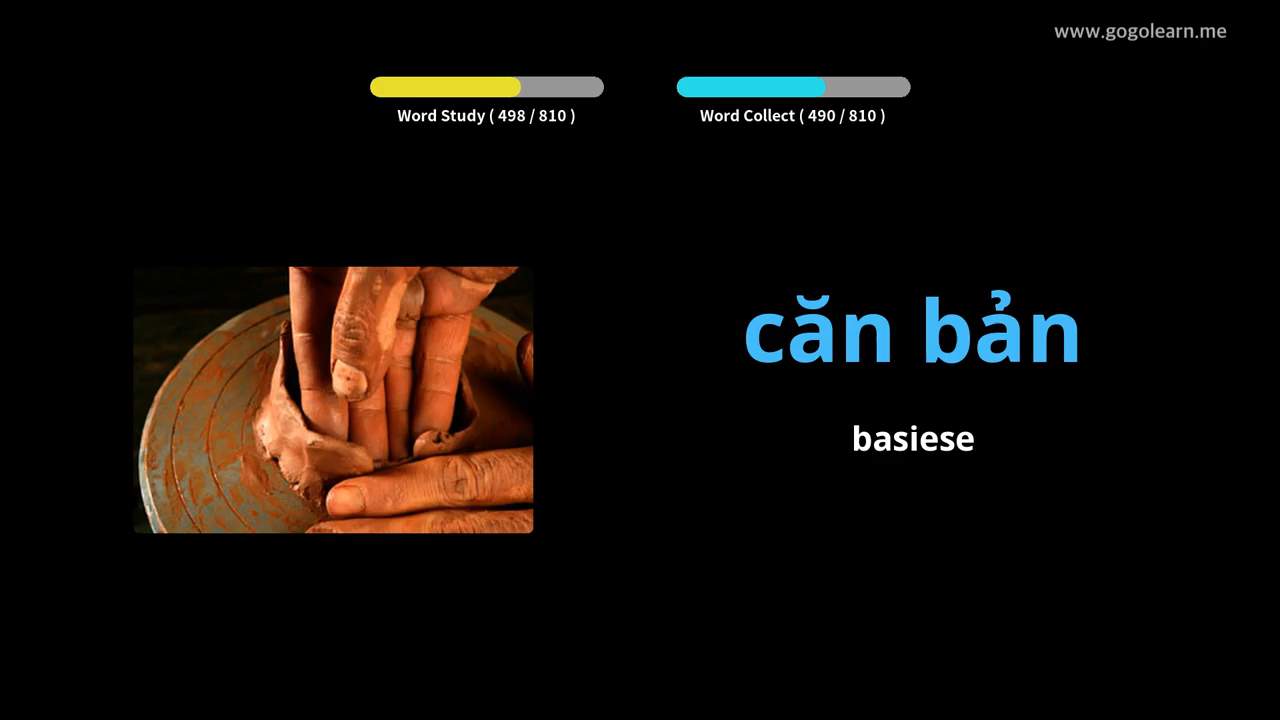 www.gogolearn.me
Word Study ( 498 / 810 )
Word Collect ( 490 / 810 )
căn bản
basiese